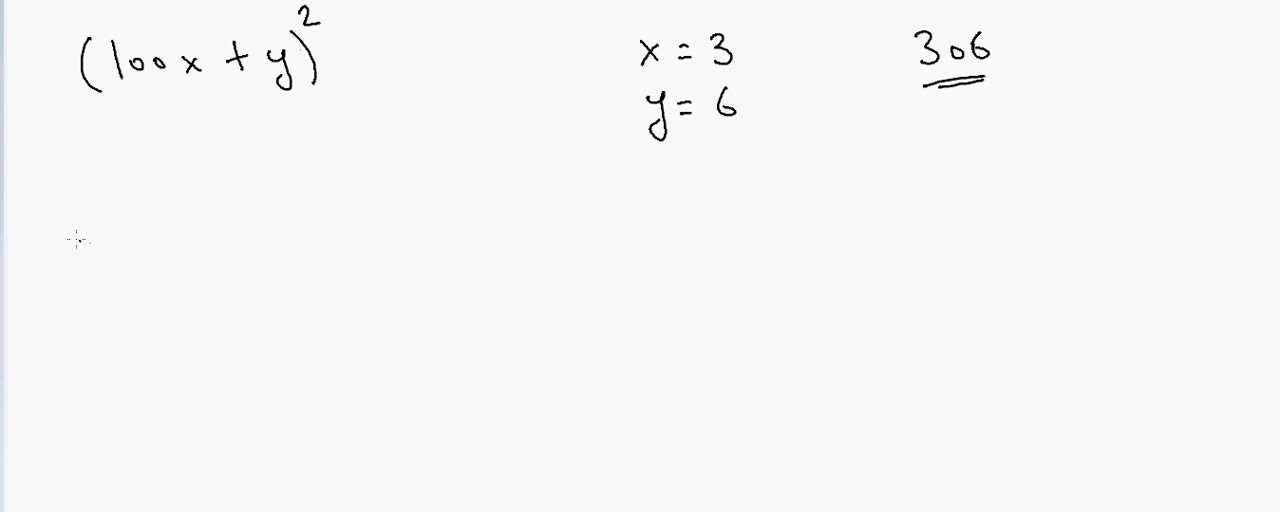 (100x + y)² x = 3 306
y = 6